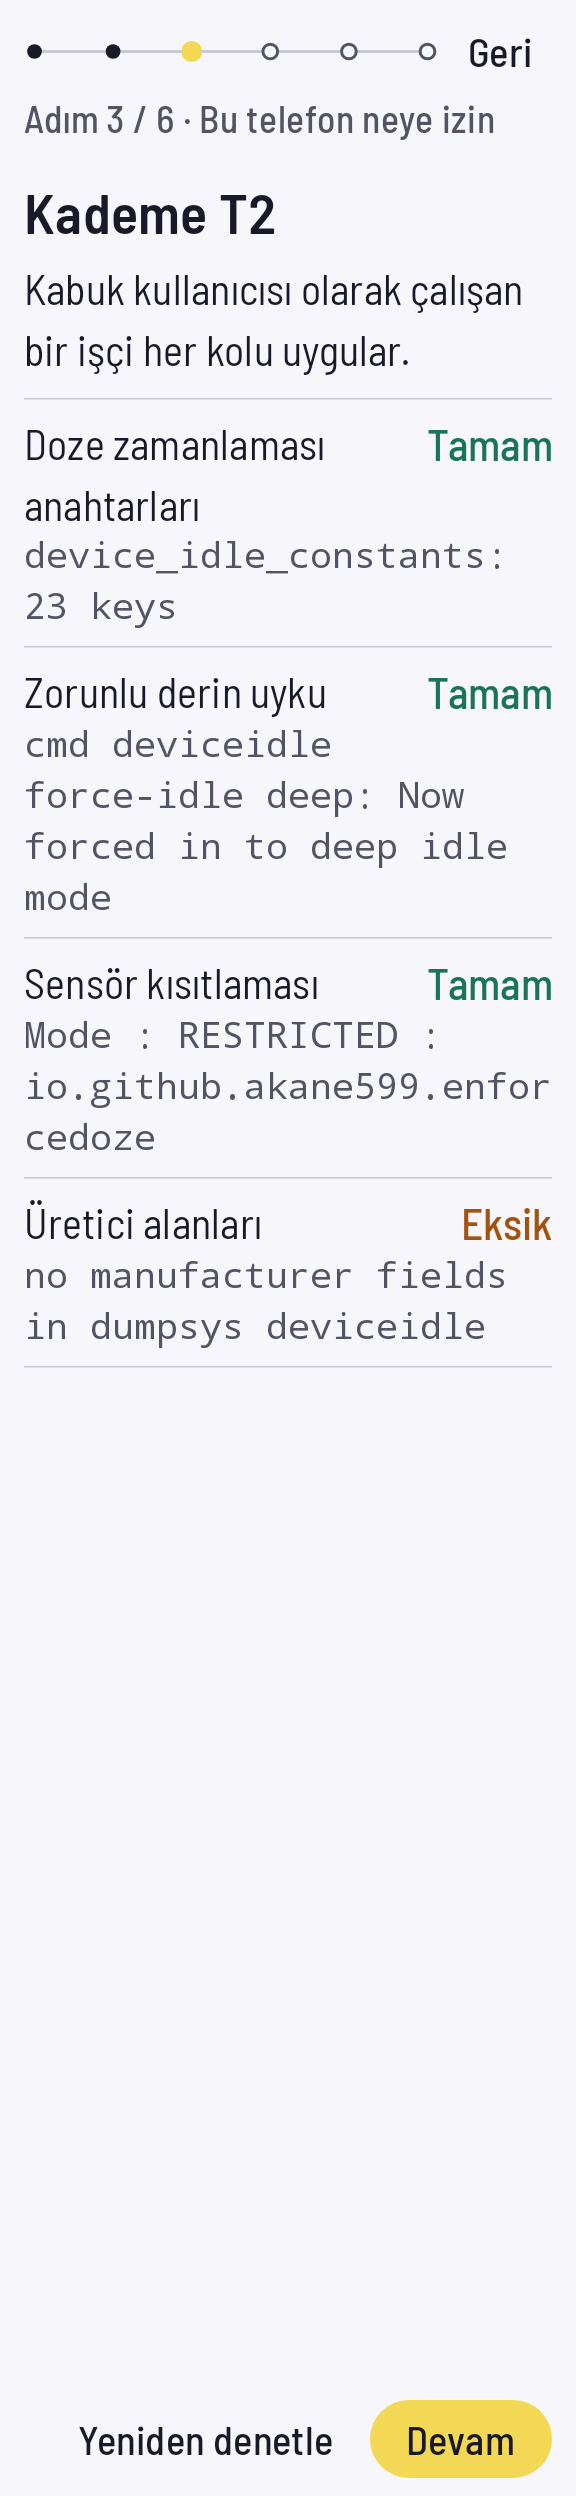 Geri
Adım 3 / 6 · Bu telefon neye izin
Kademe T2
Kabuk kullanıcısı olarak çalışan
bir işçi her kolu uygular.
Doze zamanlaması
anahtarları
Tamam
device_idle_constants:
23 keys
Zorunlu derin uyku
Tamam
cmd deviceidle
force-idle deep: Now
forced in to deep idle
mode
Sensör kısıtlaması
Tamam
Mode : RESTRICTED :
io.github.akane599.enfor
cedoze
Üretici alanları
Eksik
no manufacturer fields
in dumpsys deviceidle
Yeniden denetle
Devam